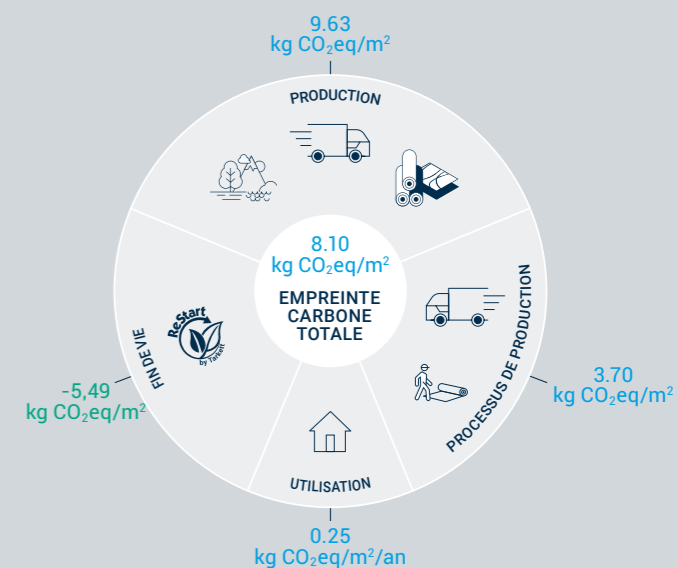 9.63
kg CO₂eq/m²
PRODUCTION
8.10
kg CO₂eq/m²
EMPREINTE
CARBONE
TOTALE
PROCESSUS DE PRODUCTION
3.70
kg CO₂eq/m²
ReStart
by Tarkett
FIN DE VIE
-5,49
kg CO₂eq/m²
UTILISATION
0.25
kg CO₂eq/m²/an